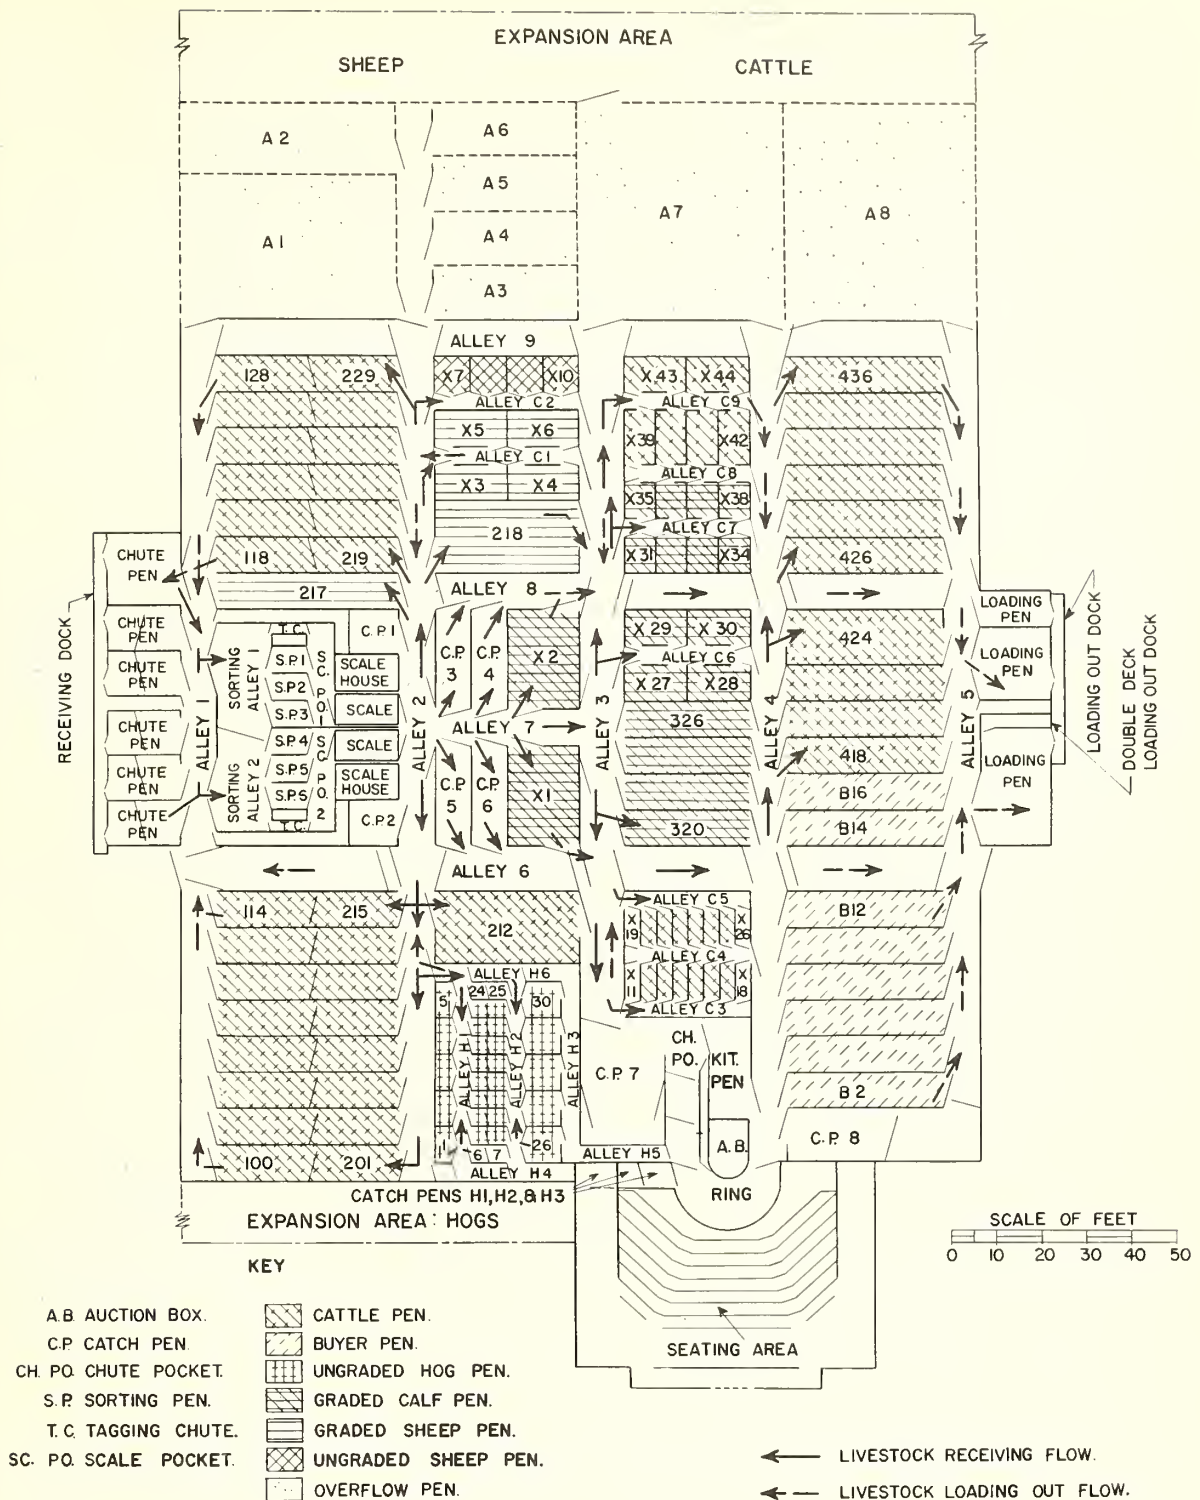 EXPANSION AREA
SHEEP
CATTLE
A 2
A 6
A 5
A 7
A 8
A 1
A 4
A 3
ALLEY 9
128
229
X7
X10
X43
X44
436
ALLEY C2
ALLEY C9
X5
X6
X39
X42
ALLEY C1
X3
X4
ALLEY C8
X35
X38
218
ALLEY C7
CHUTE
PEN
118
219
X31
X34
426
217
ALLEY 8
RECEIVING DOCK
CHUTE
PEN
CHUTE
PEN
CHUTE
PEN
CHUTE
PEN
CHUTE
PEN
ALLEY 1
SORTING
ALLEY 1
SORTING
ALLEY 2
T.C.
S.P.1
S.P.2
S.P.3
S.P.4
S.P.5
S.P.6
T.C.
SC. PO. 1
SC. PO. 2
C.P.1
SCALE
HOUSE
SCALE
SCALE
SCALE
HOUSE
C.P.2
ALLEY 2
C.P.
3
C.P.
4
X2
ALLEY 7
C.P.
5
C.P.
6
X1
ALLEY 3
X 29
X 30
ALLEY C6
X 27
X 28
326
320
ALLEY 4
424
418
B16
B14
ALLEY 5
LOADING
PEN
LOADING
PEN
LOADING
PEN
LOADING OUT DOCK
DOUBLE DECK
LOADING OUT DOCK
ALLEY 6
114
215
212
ALLEY C5
X
19
X
26
ALLEY C4
X
11
X
18
ALLEY C3
B12
ALLEY H6
5
24
25
30
ALLEY H1
ALLEY H2
ALLEY H3
C.P. 7
CH.
PO.
KIT.
PEN
B 2
1
6
7
26
A.B.
C.P. 8
100
201
ALLEY H4
ALLEY H5
CATCH PENS H1, H2, & H3
RING
EXPANSION AREA: HOGS
SEATING AREA
SCALE OF FEET
0 10 20 30 40 50
KEY
A.B. AUCTION BOX.
C.P. CATCH PEN.
CH. PO. CHUTE POCKET.
S.P. SORTING PEN.
T.C. TAGGING CHUTE.
SC. PO. SCALE POCKET.
CATTLE PEN.
BUYER PEN.
UNGRADED HOG PEN.
GRADED CALF PEN.
GRADED SHEEP PEN.
UNGRADED SHEEP PEN.
OVERFLOW PEN.
LIVESTOCK RECEIVING FLOW.
LIVESTOCK LOADING OUT FLOW.